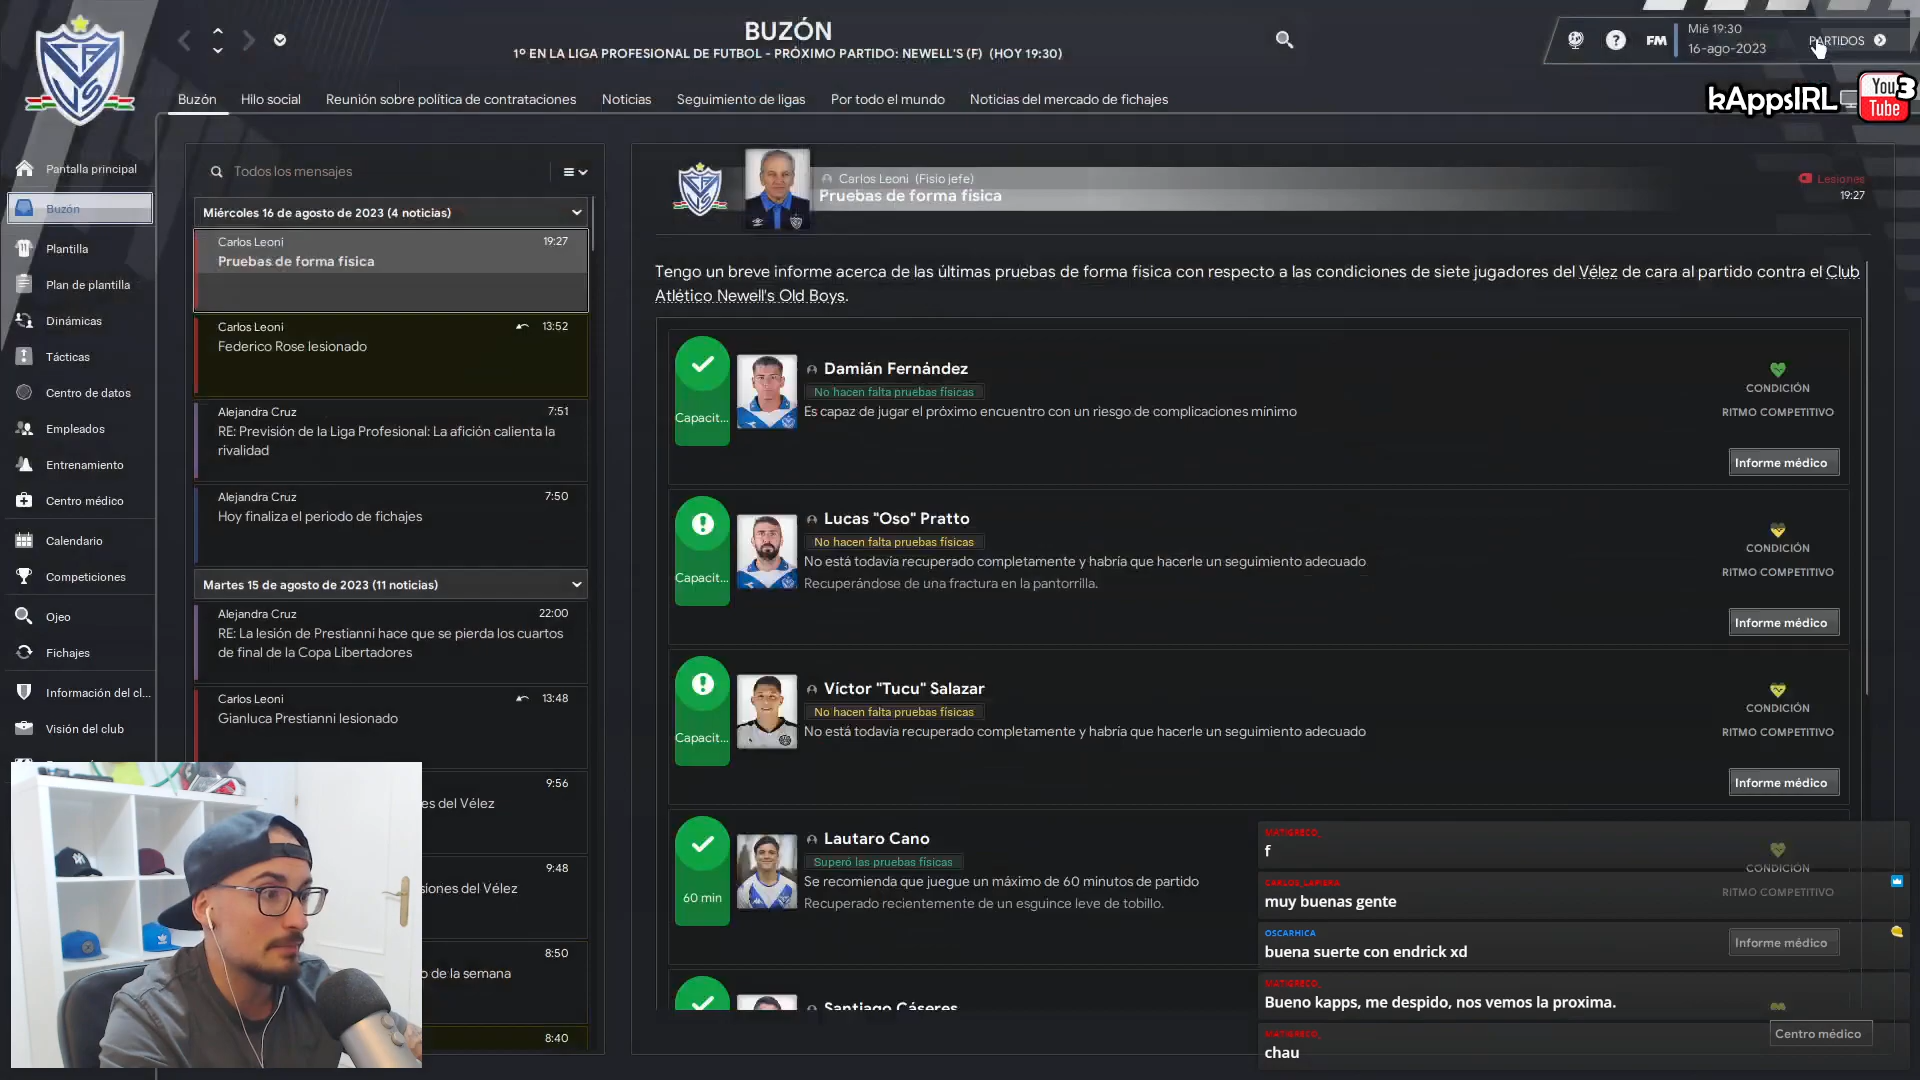 BUZÓN
1º EN LA LIGA PROFESIONAL DE FUTBOL - PRÓXIMO PARTIDO: NEWELL'S (F) (HOY 19:30)
FM
Mié 19:30
16-ago-2023
PARTIDOS
kAppsIRL
You Tube
3
Buzón
Hilo social
Reunión sobre política de contrataciones
Noticias
Seguimiento de ligas
Por todo el mundo
Noticias del mercado de fichajes
Pantalla principal
Buzón
Plantilla
Plan de plantilla
Dinámicas
Tácticas
Centro de datos
Empleados
Entrenamiento
Centro médico
Calendario
Competiciones
Ojeo
Fichajes
Información del cl...
Visión del club
Todos los mensajes
Miércoles 16 de agosto de 2023 (4 noticias)
Carlos Leoni 19:27
Pruebas de forma física
Carlos Leoni 13:52
Federico Rose lesionado
Alejandra Cruz 7:51
RE: Previsión de la Liga Profesional: La afición calienta la
rivalidad
Alejandra Cruz 7:50
Hoy finaliza el periodo de fichajes
Martes 15 de agosto de 2023 (11 noticias)
Alejandra Cruz 22:00
RE: La lesión de Prestianni hace que se pierda los cuartos
de final de la Copa Libertadores
Carlos Leoni 13:48
Gianluca Prestianni lesionado
9:56
es del Vélez
9:48
siones del Vélez
8:50
o de la semana
8:40
Carlos Leoni (Fisio jefe)
Pruebas de forma física
Lesiones
19:27
Tengo un breve informe acerca de las últimas pruebas de forma física con respecto a las condiciones de siete jugadores del Vélez de cara al partido contra el Club
Atlético Newell's Old Boys.
Capacit...
Damián Fernández
No hacen falta pruebas físicas
Es capaz de jugar el próximo encuentro con un riesgo de complicaciones mínimo
CONDICIÓN
RITMO COMPETITIVO
Informe médico
Capacit...
Lucas "Oso" Pratto
No hacen falta pruebas físicas
No está todavía recuperado completamente y habría que hacerle un seguimiento adecuado
Recuperándose de una fractura en la pantorrilla.
CONDICIÓN
RITMO COMPETITIVO
Informe médico
Capacit...
Víctor "Tucu" Salazar
No hacen falta pruebas físicas
No está todavía recuperado completamente y habría que hacerle un seguimiento adecuado
CONDICIÓN
RITMO COMPETITIVO
Informe médico
60 min
Lautaro Cano
Superó las pruebas físicas
Se recomienda que juegue un máximo de 60 minutos de partido
Recuperado recientemente de un esguince leve de tobillo.
CONDICIÓN
RITMO COMPETITIVO
Informe médico
Santiago Cáseres
Centro médico
MATIGRECO_
f
CARLOS_LAPIERA
muy buenas gente
OSCARHICA
buena suerte con endrick xd
MATIGRECO_
Bueno kapps, me despido, nos vemos la proxima.
MATIGRECO_
chau